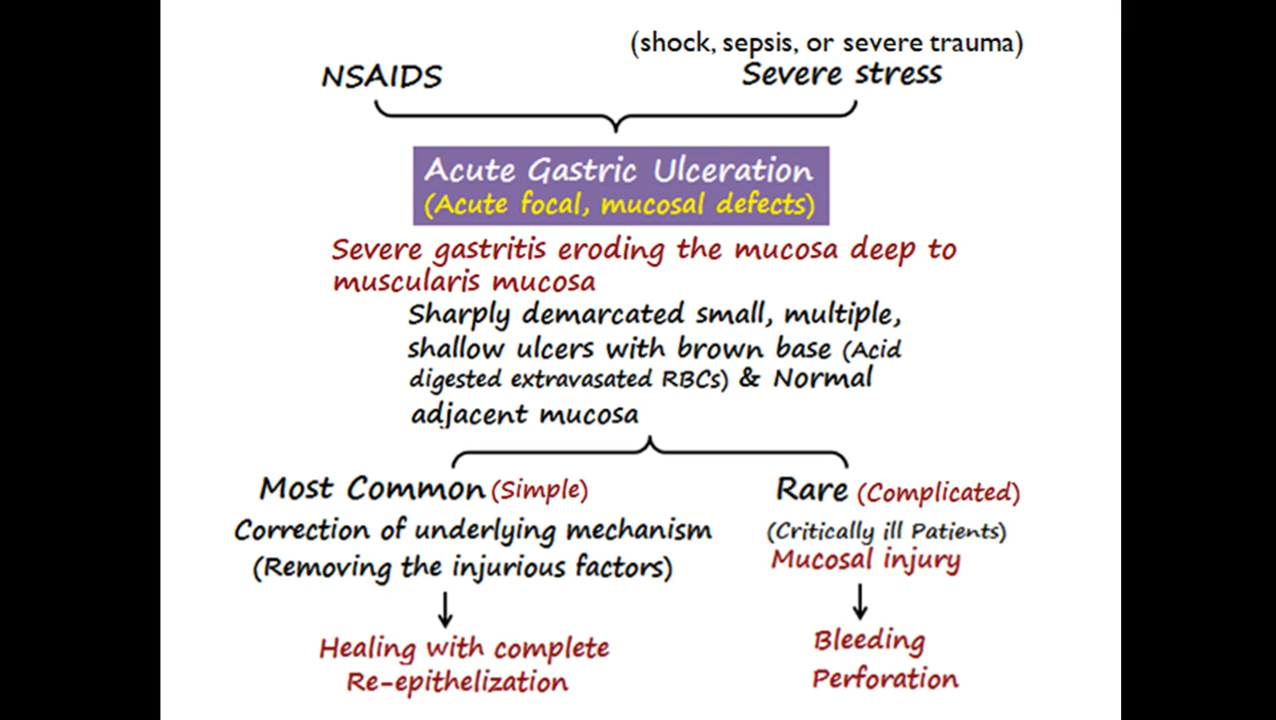 (shock, sepsis, or severe trauma)
NSAIDS
Severe stress
Acute Gastric Ulceration
(Acute focal, mucosal defects)
Severe gastritis eroding the mucosa deep to
muscularis mucosa
Sharply demarcated small, multiple,
shallow ulcers with brown base (Acid
digested extravasated RBCs) & Normal
adjacent mucosa
Most Common (Simple)
Correction of underlying mechanism
(Removing the injurious factors)
Healing with complete
Re-epithelization
Rare (Complicated)
(Critically ill Patients)
Mucosal injury
Bleeding
Perforation